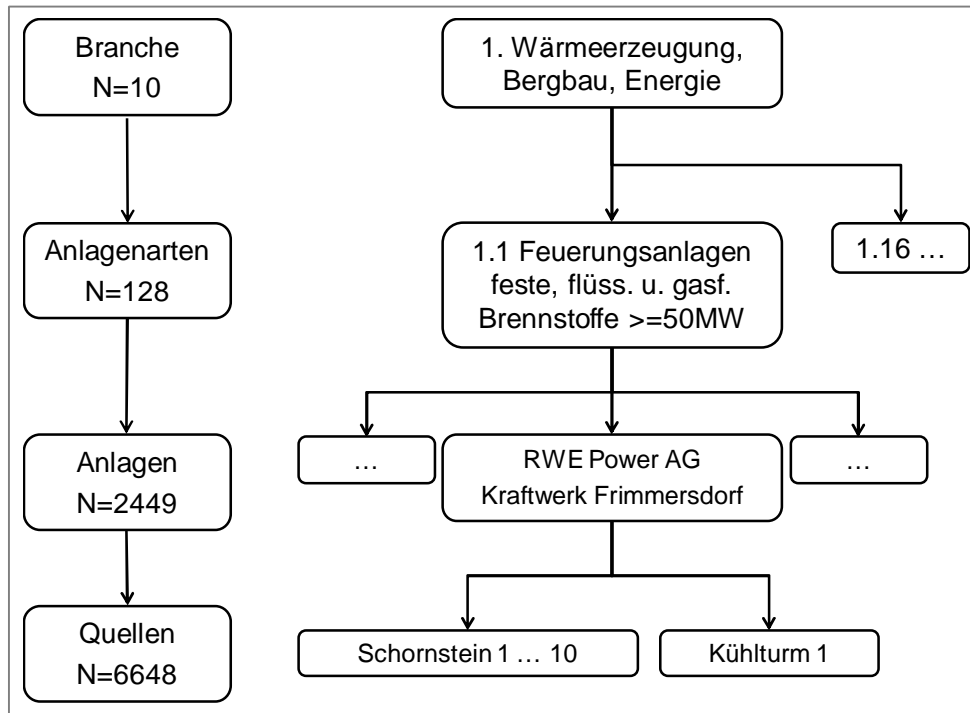 Branche
N=10
1. Wärmeerzeugung,
Bergbau, Energie
Anlagenarten
N=128
1.1 Feuerungsanlagen
feste, flüss. u. gasf.
Brennstoffe >=50MW
1.16 …
Anlagen
N=2449
…
RWE Power AG
Kraftwerk Frimmersdorf
…
Quellen
N=6648
Schornstein 1 … 10
Kühlturm 1